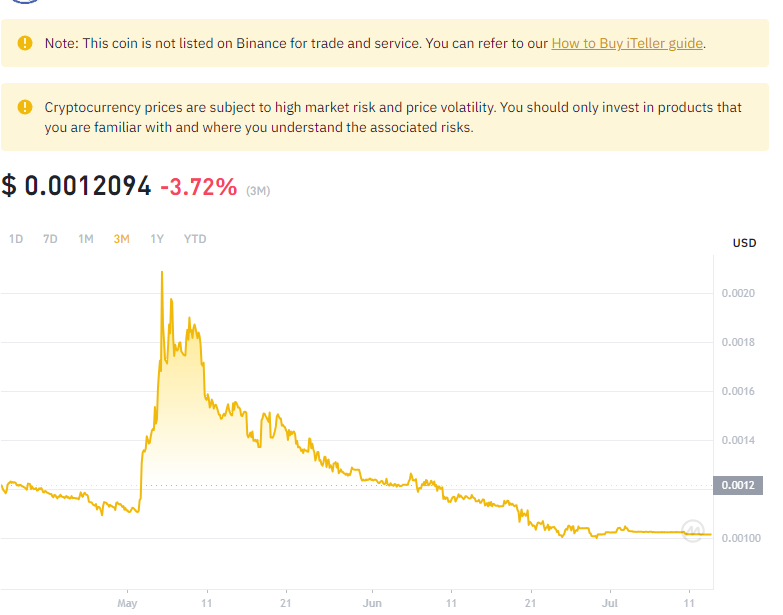 Note: This coin is not listed on Binance for trade and service. You can refer to our How to Buy iTeller guide.
Cryptocurrency prices are subject to high market risk and price volatility. You should only invest in products that
you are familiar with and where you understand the associated risks.
$ 0.0012094 -3.72% (3M)
1D 7D 1M 3M 1Y YTD
USD
0.0020
0.0018
0.0016
0.0014
0.0012
0.00100
May 11 21 Jun 11 21 Jul 11